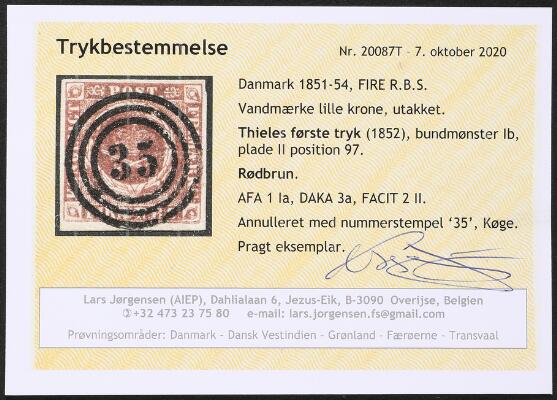 Trykbestemmelse
Nr. 20087T - 7. oktober 2020
POST
35
Danmark 1851-54, FIRE R.B.S.
Vandmærke lille krone, utakket.
Thieles første tryk (1852), bundmønster Ib,
plade II position 97.
Rødbrun.
AFA 1 Ia, DAKA 3a, FACIT 2 II.
Annulleret med nummerstempel ‘35’, Køge.
Pragt eksemplar.
Lars Jørgensen (AIEP), Dahlialaan 6, Jezus-Eik, B-3090 Overijse, Belgien
✆+32 473 23 75 80 e-mail: lars.jorgensen.fs@gmail.com
Prøvningsområder: Danmark - Dansk Vestindien - Grønland - Færøerne - Transvaal